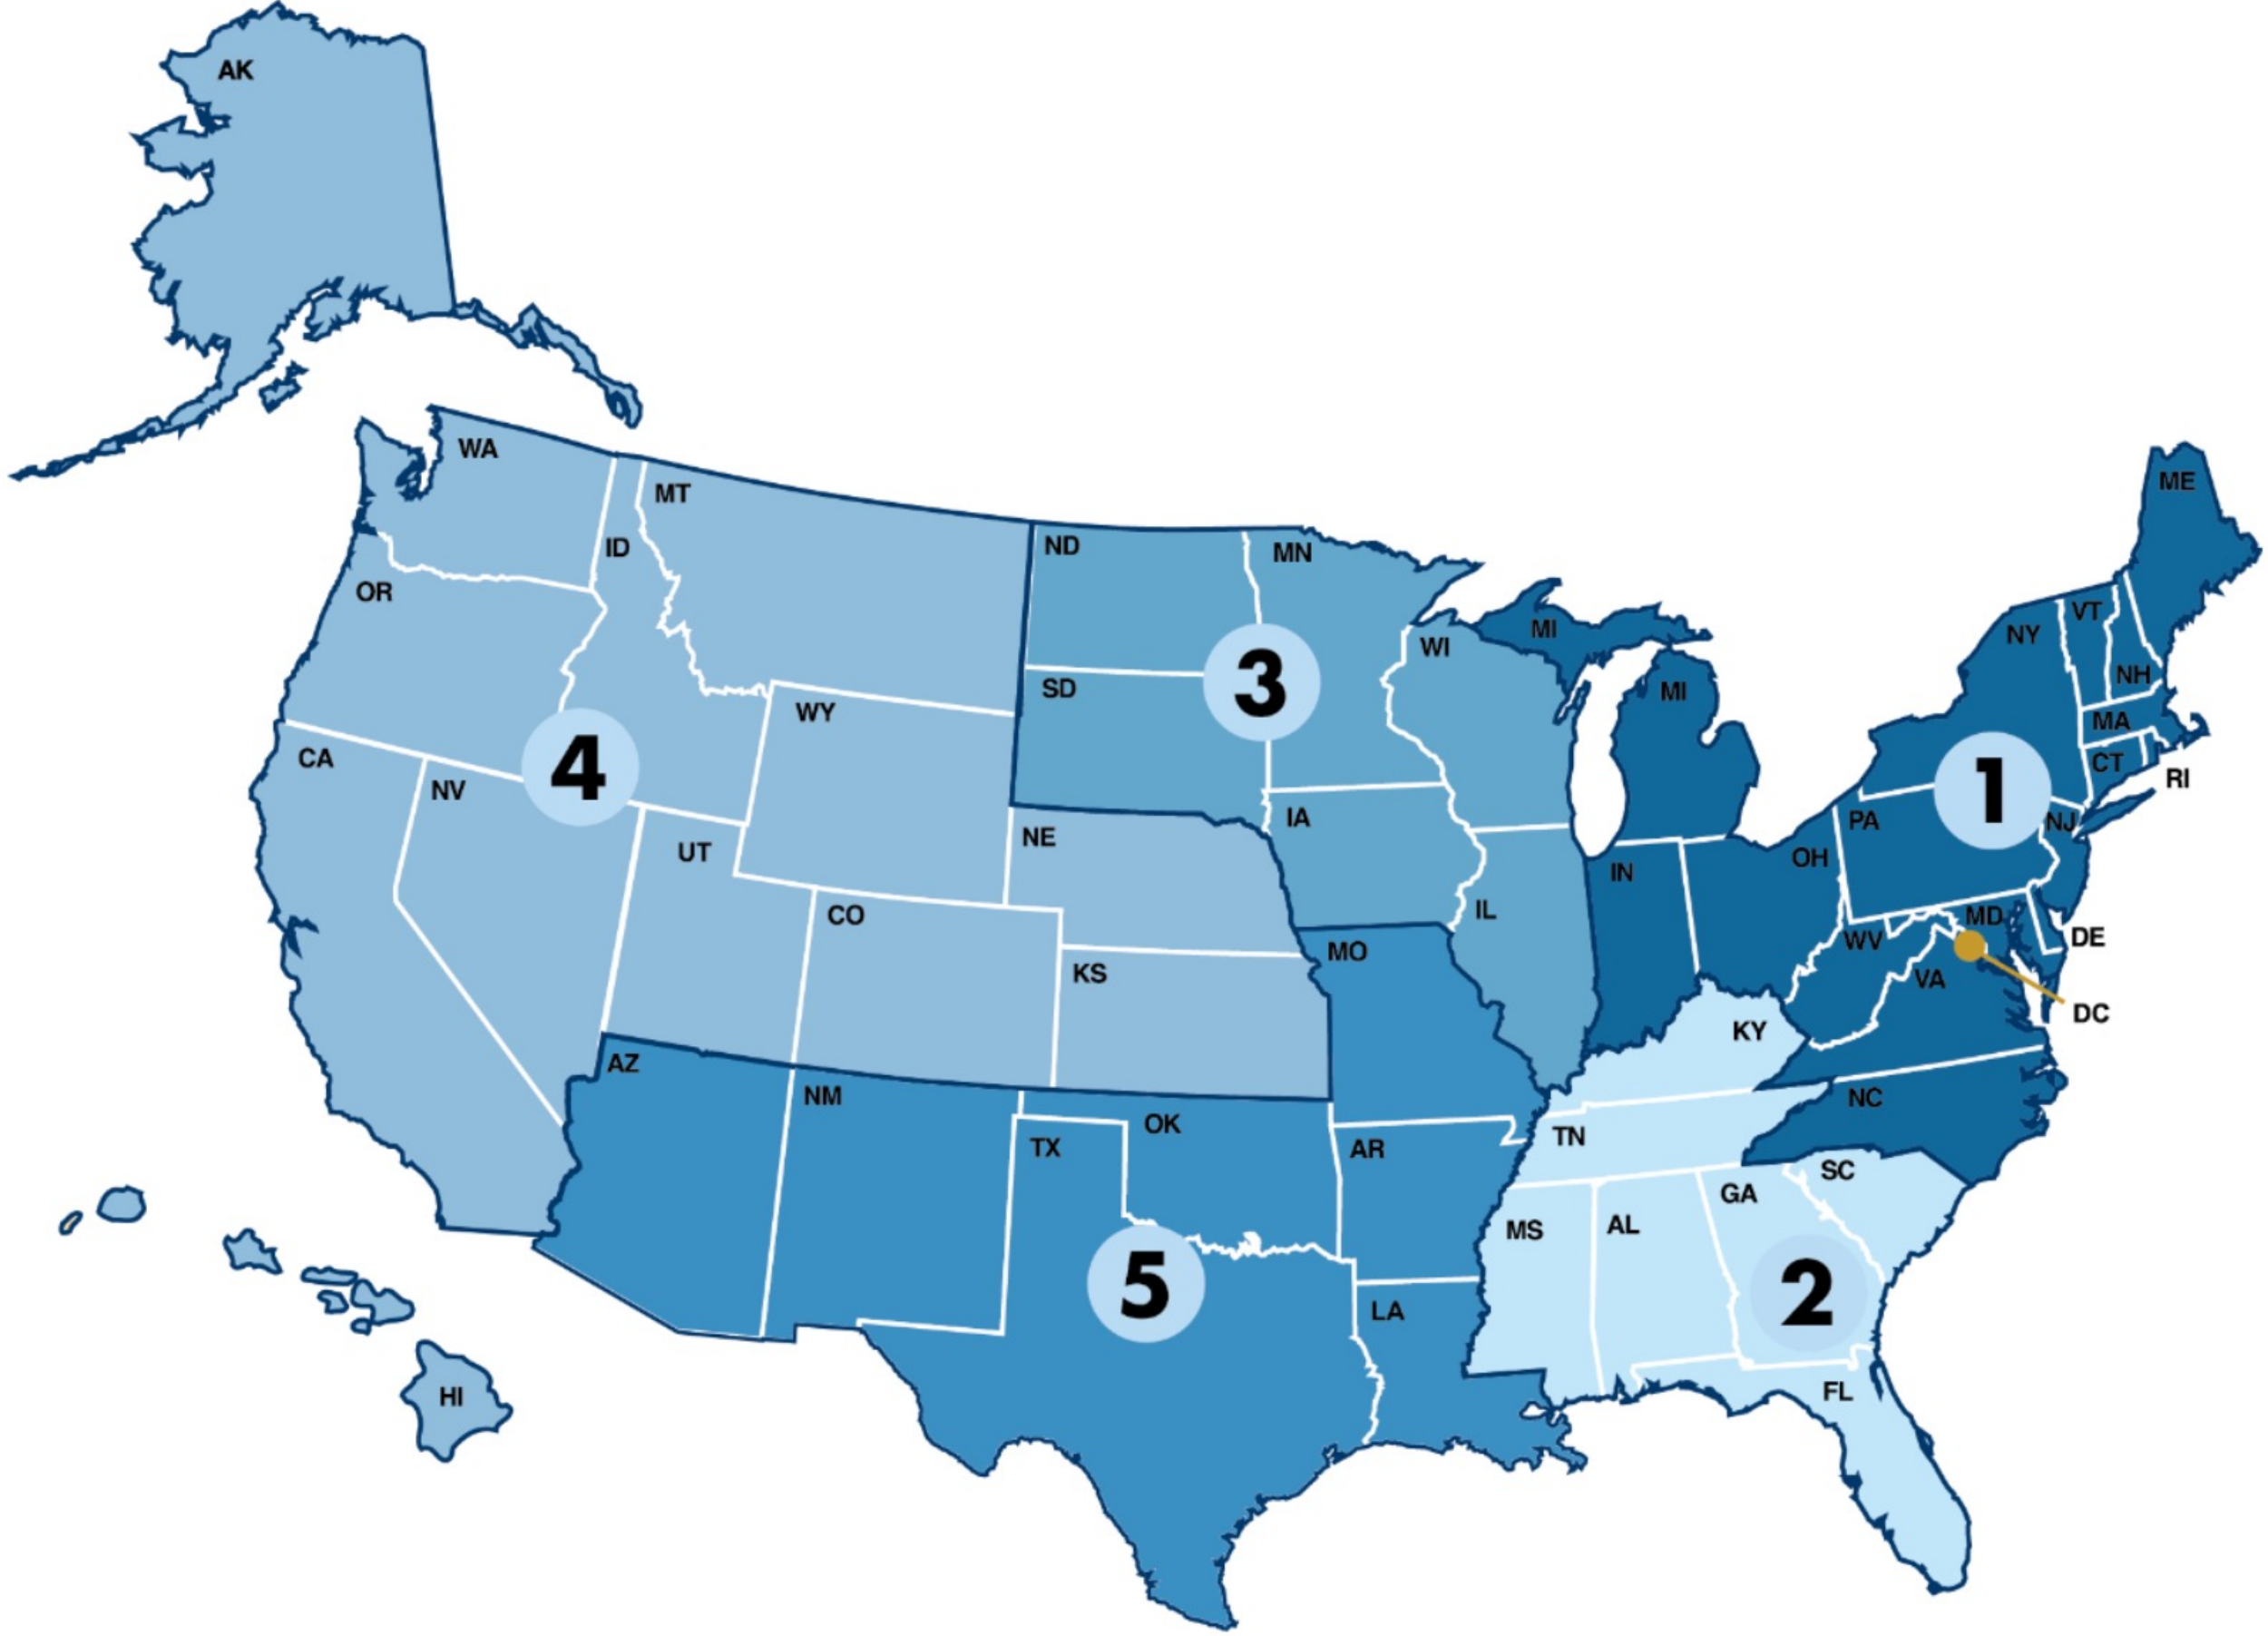 AK
WA
MT
ID
OR
ND
MN
SD
3
WI
MI
MI
ME
VT
NY
NH
MA
CT
RI
WY
4
CA
NV
UT
NE
IA
CO
KS
IL
IN
OH
PA
1
NJ
MD
DE
WV
VA
DC
MO
KY
AZ
NM
OK
TX
AR
TN
NC
SC
GA
MS
AL
2
5
LA
FL
HI